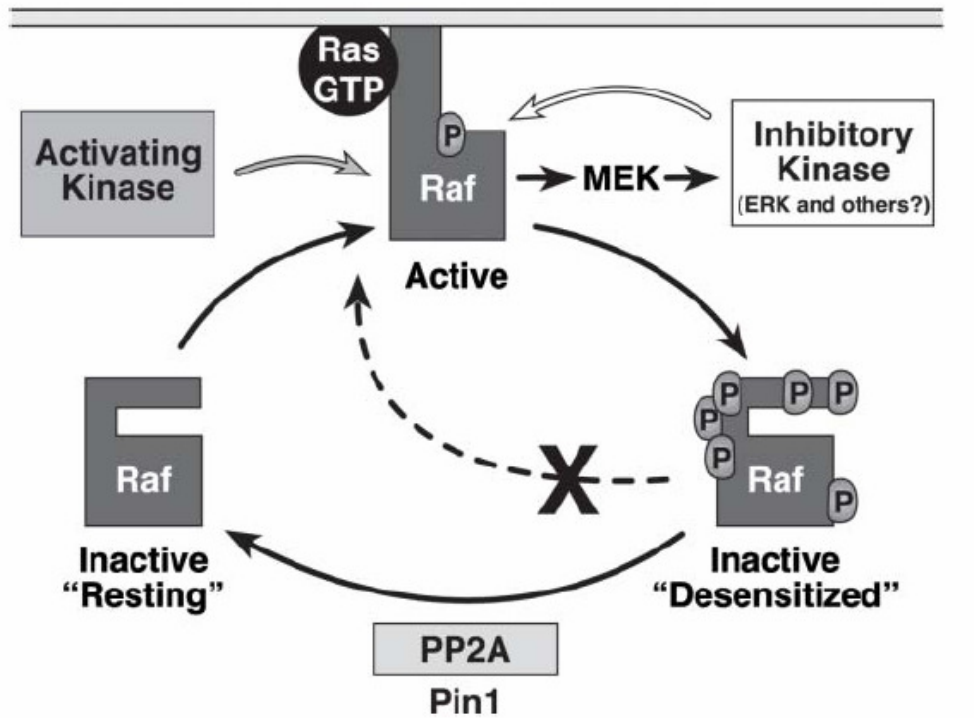 Ras
GTP
P
Raf
Active
Activating
Kinase
MEK
Inhibitory
Kinase
(ERK and others?)
Raf
Inactive
“Resting”
X
P
P
P
P
P
P
Raf
Inactive
“Desensitized”
PP2A
Pin1